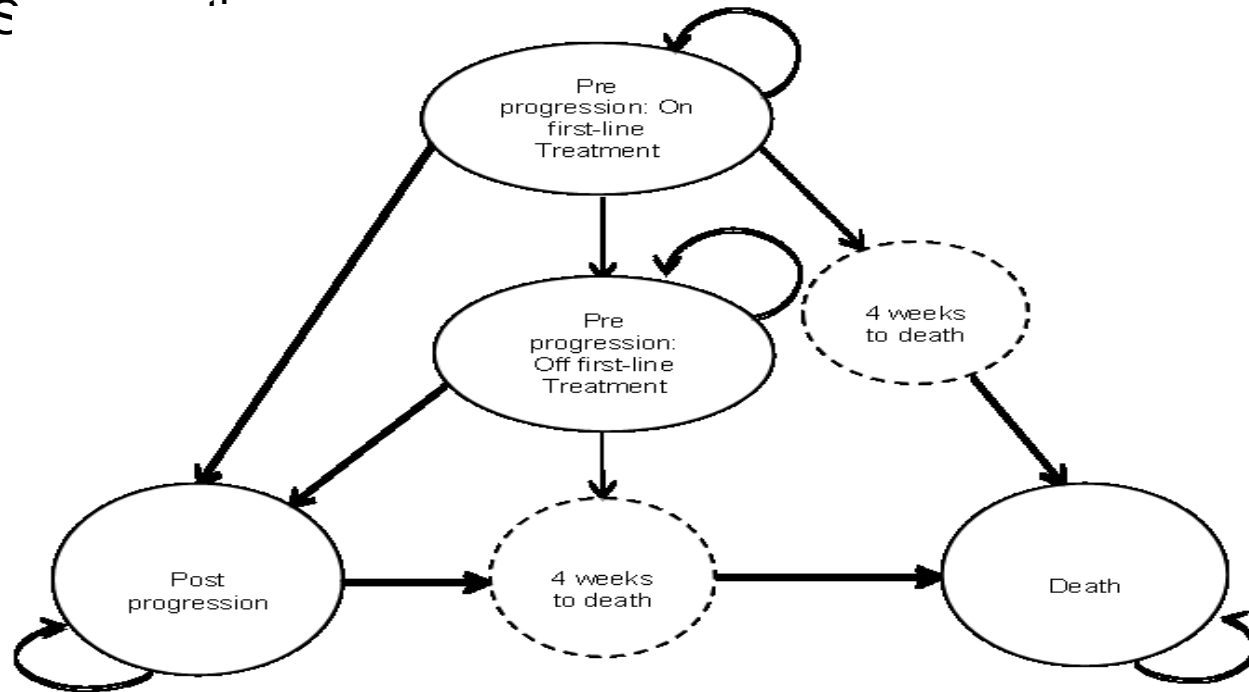 Pre
progression: On
first-line
Treatment
Pre
progression:
Off first-line
Treatment
4 weeks
to death
Post
progression
4 weeks
to death
Death